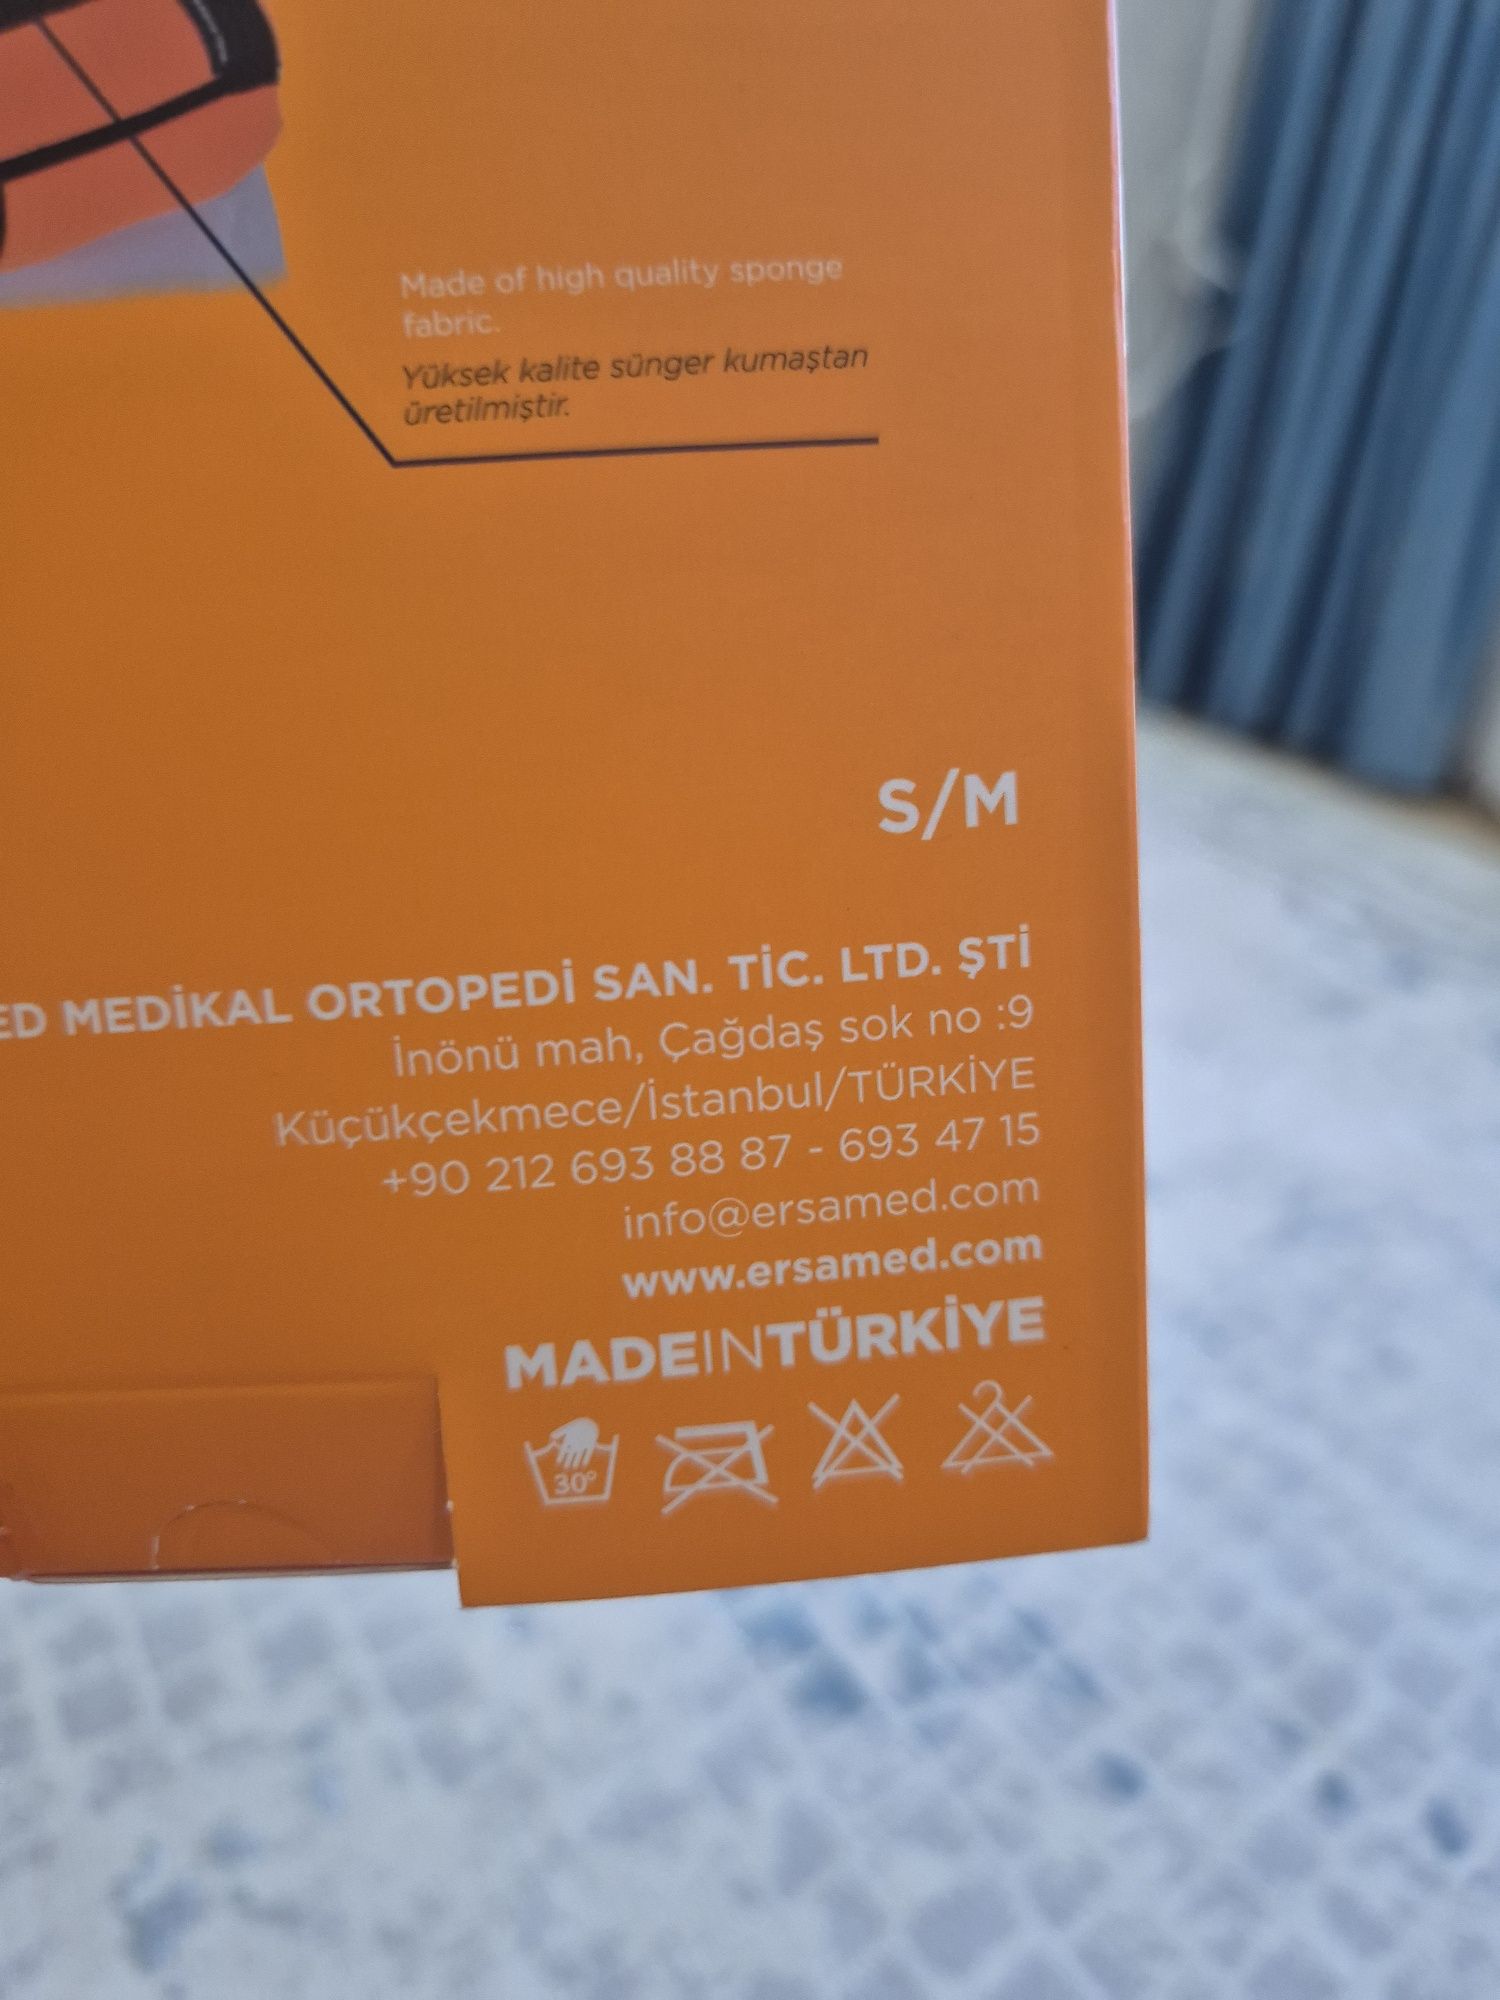 Made of high quality sponge
fabric.
Yüksek kalite sünger kumaştan
üretilmiştir.
S/M
ED MEDİKAL ORTOPEDİ SAN. TİC. LTD. ŞTİ
İnönü mah, Çağdaş sok no :9
Küçükçekmece/İstanbul/TÜRKİYE
+90 212 693 88 87 - 693 47 15
info@ersamed.com
www.ersamed.com
MADEINTÜRKİYE
30°